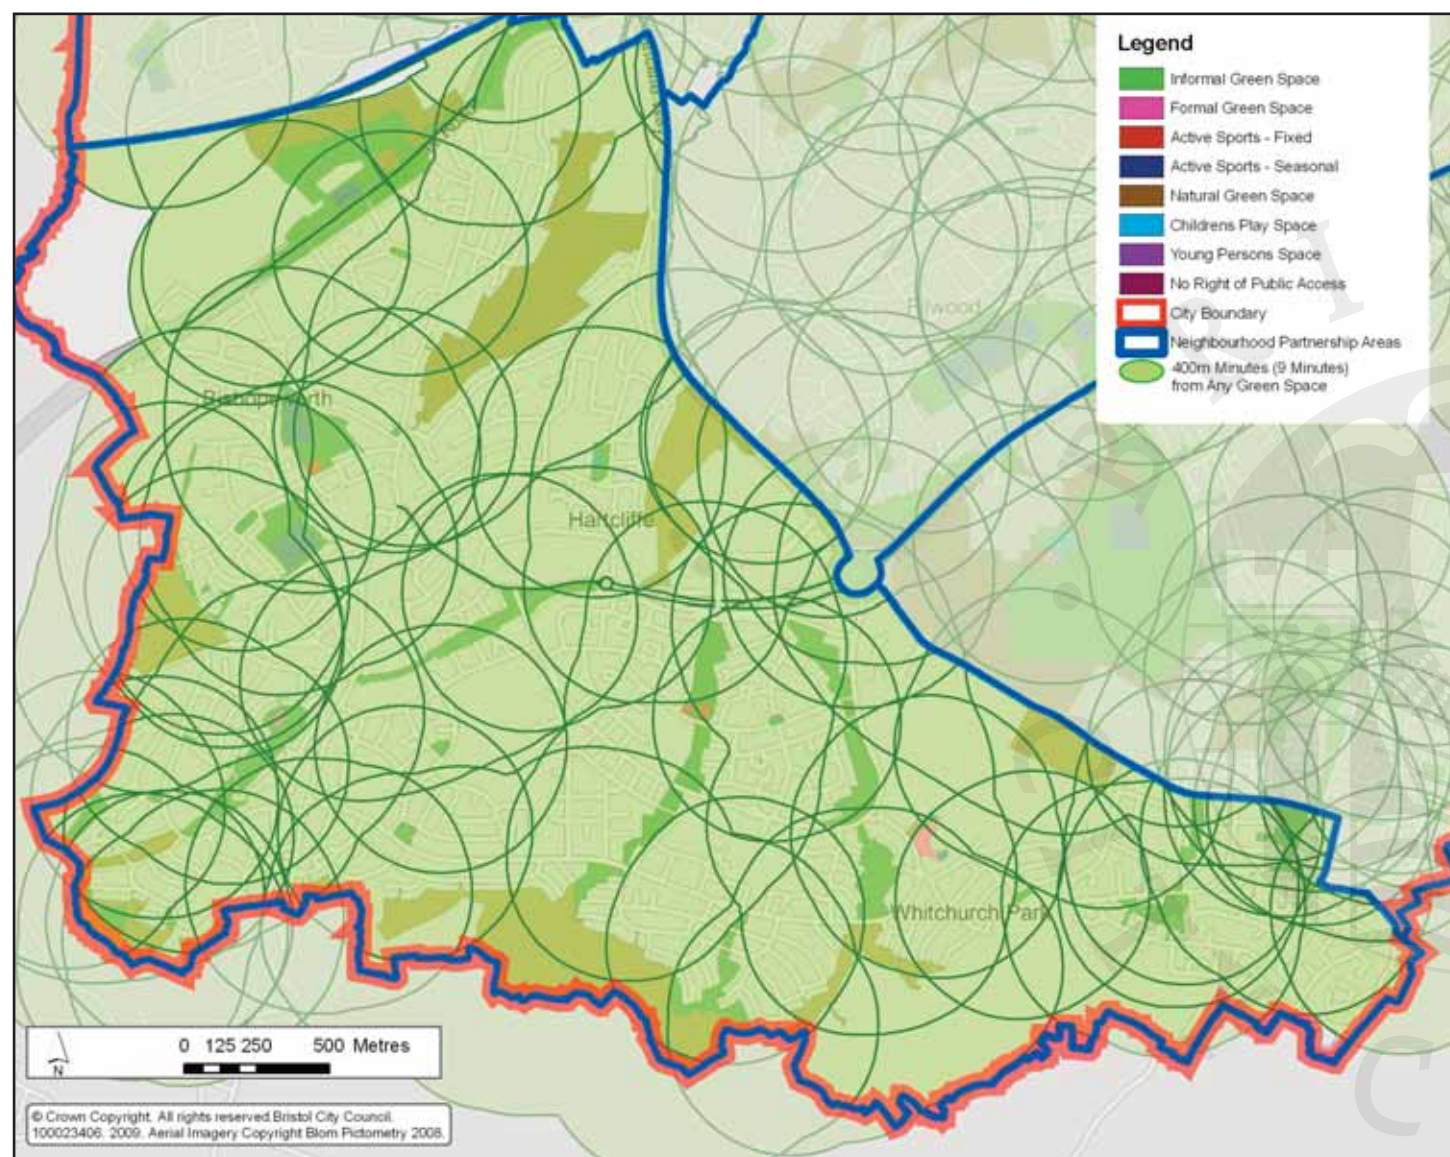 Legend
Informal Green Space
Formal Green Space
Active Sports - Fixed
Active Sports - Seasonal
Natural Green Space
Childrens Play Space
Young Persons Space
No Right of Public Access
City Boundary
Neighbourhood Partnership Areas
400m Minutes (9 Minutes)
from Any Green Space
Filwood
Bishopsworth
Hartcliffe
Whitchurch Park
0 125 250 500 Metres
N
© Crown Copyright. All rights reserved.Bristol City Council.
100023406. 2009. Aerial Imagery Copyright Blom Pictometry 2008.